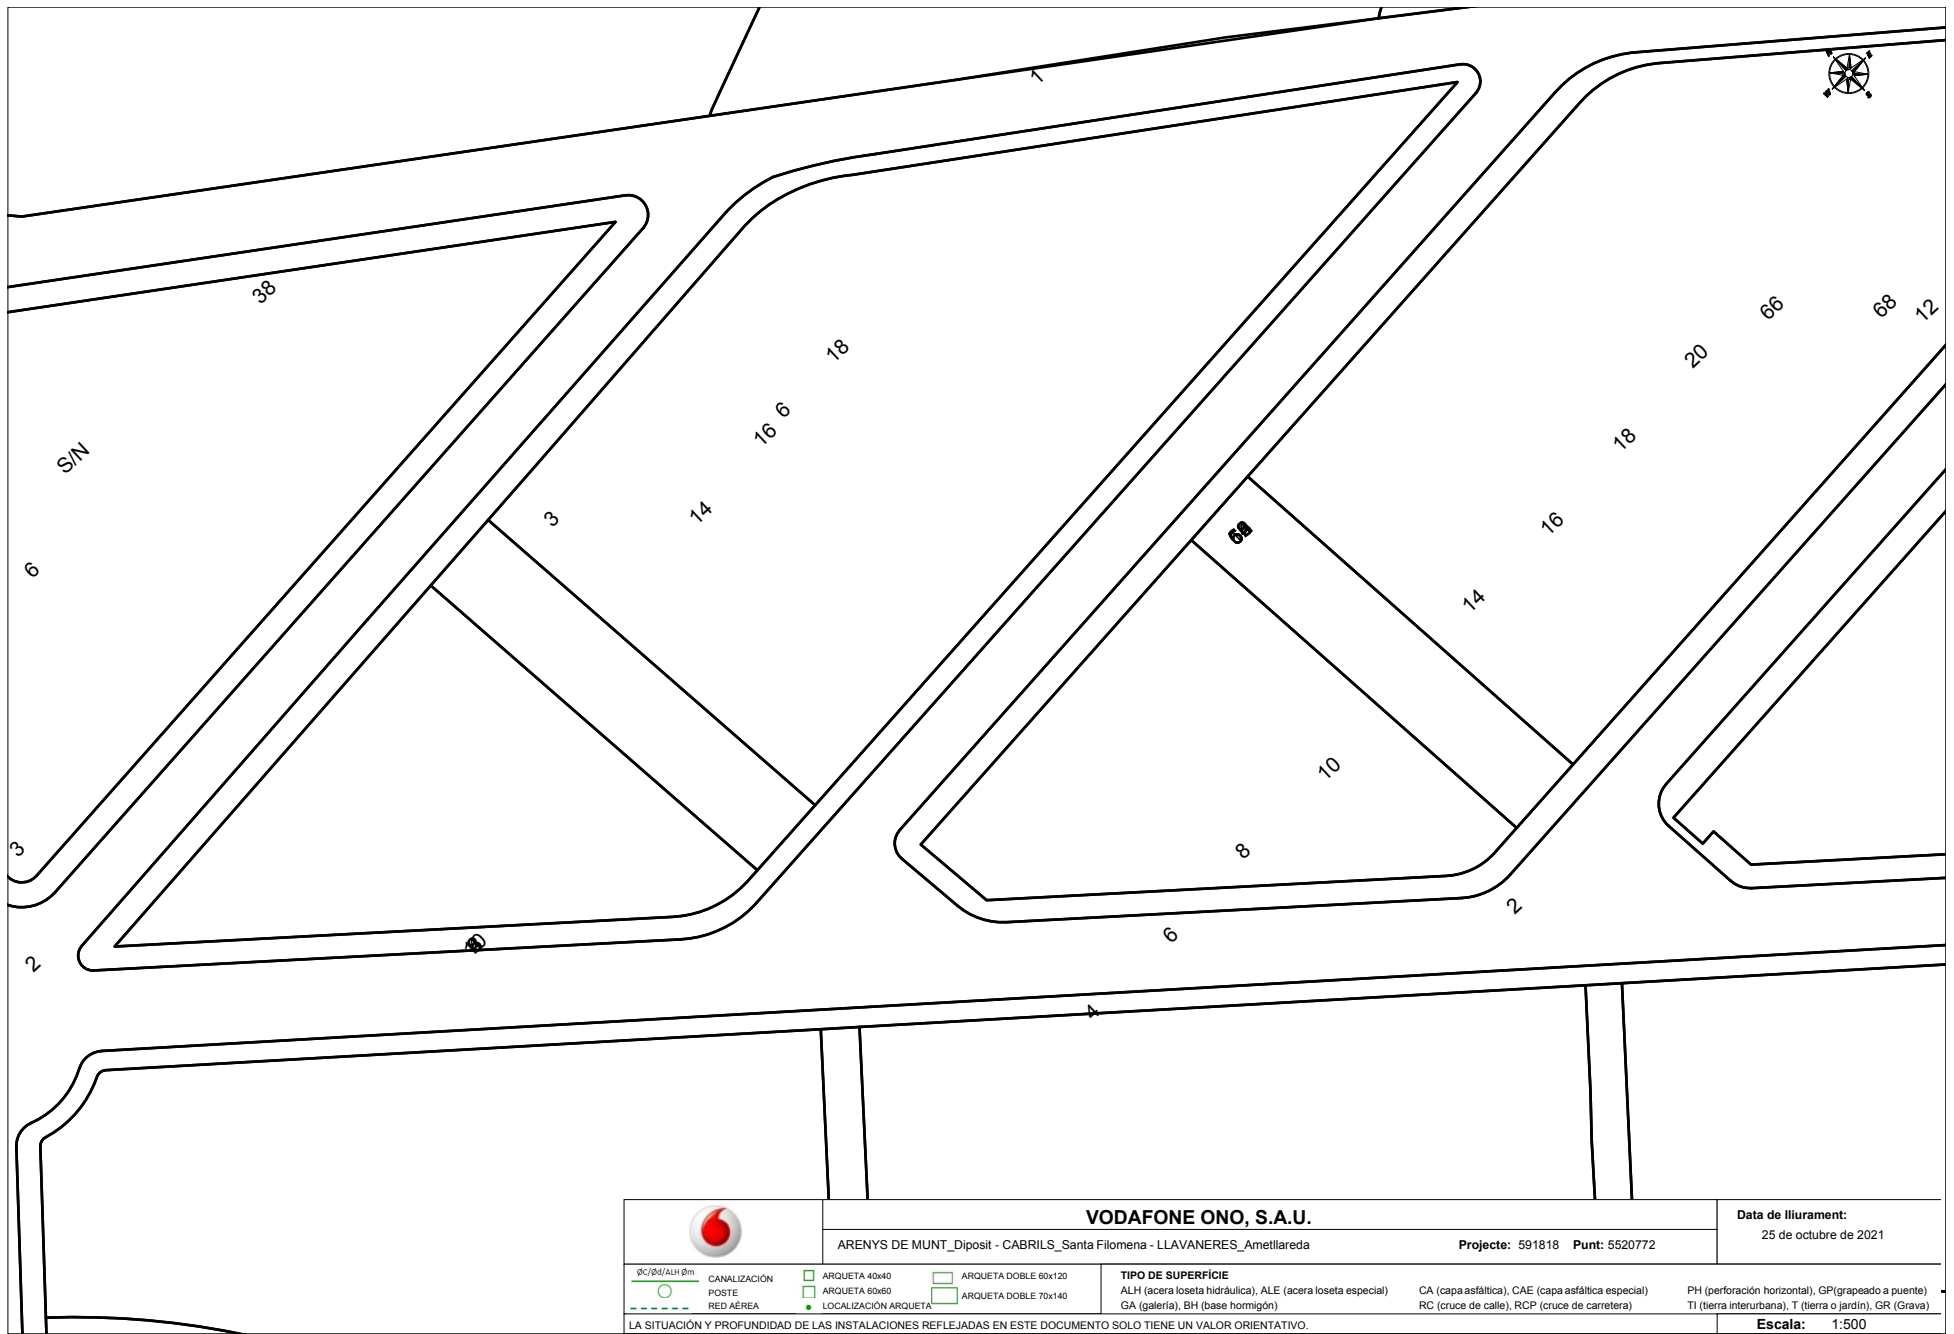 1
38
66
68
12
18
20
6
16
18
S/N
14
3
16
6
14
10
3
8
2
6
2
4
VODAFONE ONO, S.A.U.
ARENYS DE MUNT_Diposit - CABRILS_Santa Filomena - LLAVANERES_Ametllareda
Projecte: 591818 Punt: 5520772
Data de lliurament:
25 de octubre de 2021
ØC/Ød/ALH Øm
CANALIZACIÓN
POSTE
RED AÉREA
ARQUETA 40x40
ARQUETA 60x60
LOCALIZACIÓN ARQUETA
ARQUETA DOBLE 60x120
ARQUETA DOBLE 70x140
TIPO DE SUPERFÍCIE
ALH (acera loseta hidráulica), ALE (acera loseta especial)
GA (galería), BH (base hormigón)
CA (capa asfáltica), CAE (capa asfáltica especial)
RC (cruce de calle), RCP (cruce de carretera)
PH (perforación horizontal), GP(grapeado a puente)
TI (tierra interurbana), T (tierra o jardín), GR (Grava)
LA SITUACIÓN Y PROFUNDIDAD DE LAS INSTALACIONES REFLEJADAS EN ESTE DOCUMENTO SOLO TIENE UN VALOR ORIENTATIVO.
Escala: 1:500